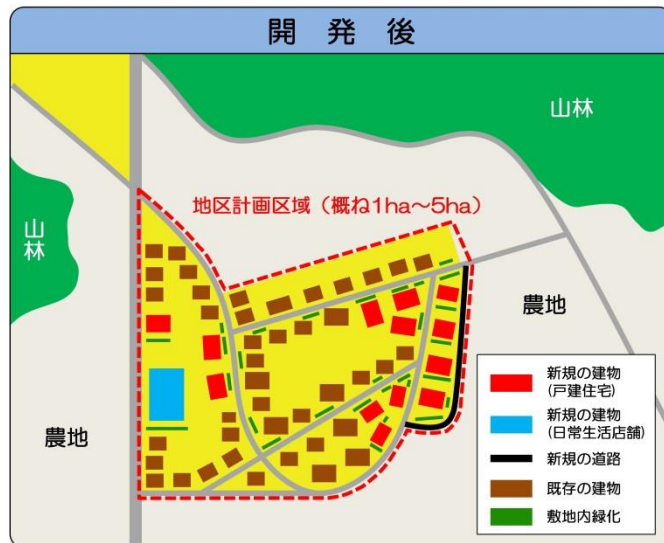 開発後
山林
山林
地区計画区域（概ね1ha～5ha）
農地
農地
新規の建物
(戸建住宅)
新規の建物
(日常生活店舗)
新規の道路
既存の建物
敷地内緑化